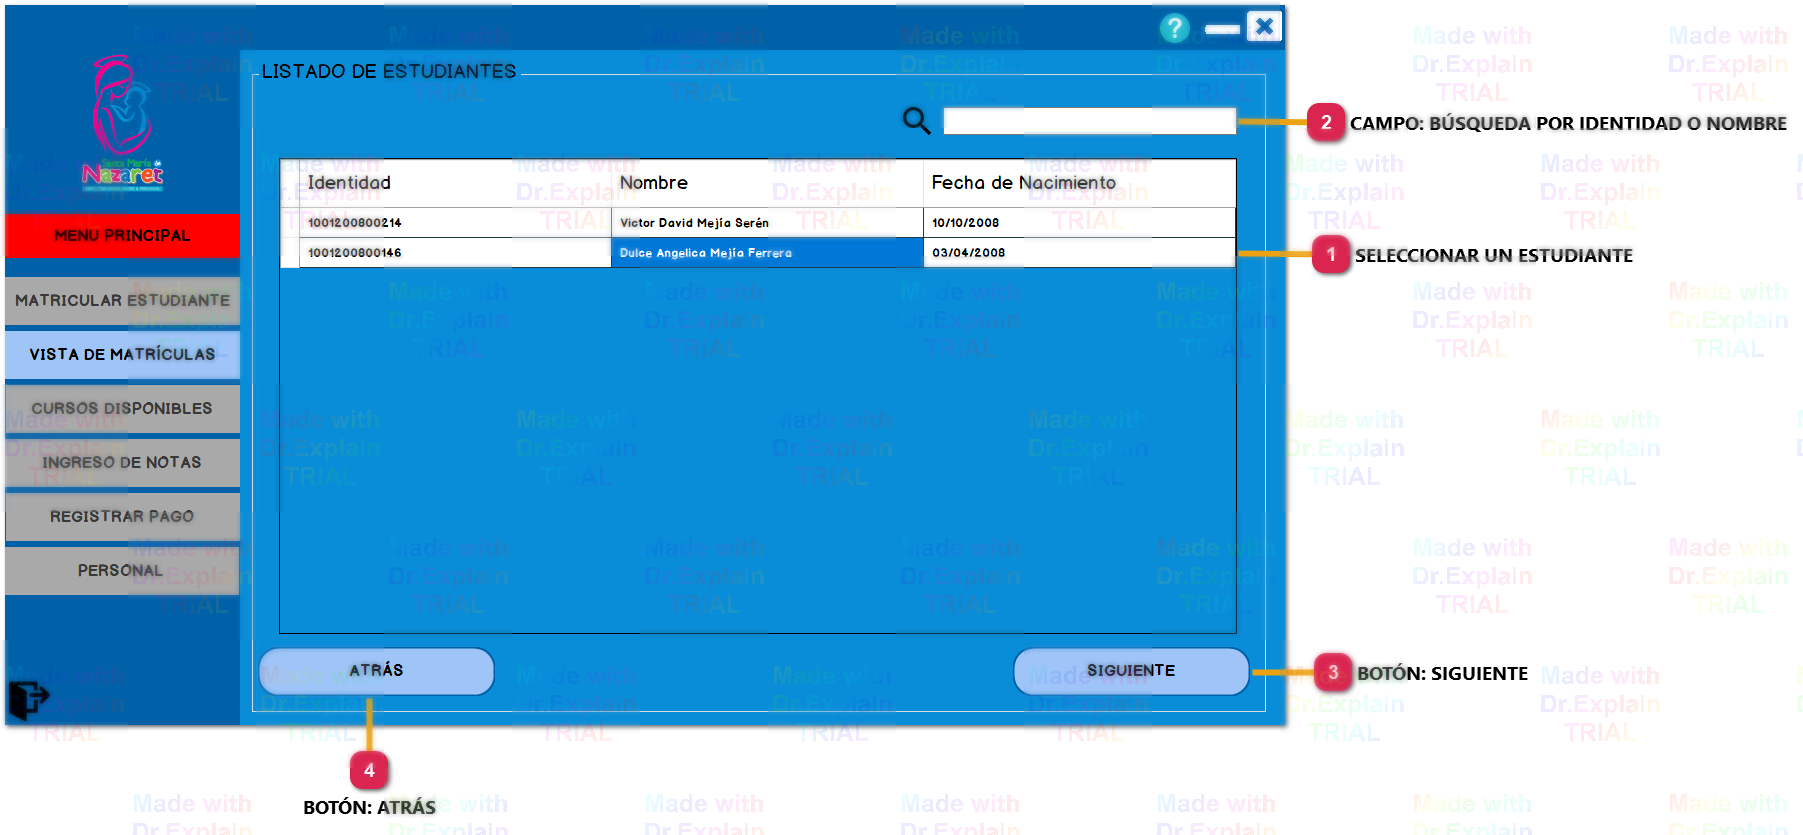 ?
LISTADO DE ESTUDIANTES
Santa María de
Nazaret
MENU PRINCIPAL
MATRICULAR ESTUDIANTE
VISTA DE MATRÍCULAS
CURSOS DISPONIBLES
INGRESO DE NOTAS
REGISTRAR PAGO
PERSONAL
2 CAMPO: BÚSQUEDA POR IDENTIDAD O NOMBRE
Identidad Nombre Fecha de Nacimiento
1001200800214 Victor David Mejía Serén 10/10/2008
1001200800146 Dulce Angelica Mejía Ferrera 03/04/2008
1 SELECCIONAR UN ESTUDIANTE
ATRÁS SIGUIENTE
3 BOTÓN: SIGUIENTE
4
BOTÓN: ATRÁS
Made with
Dr.Explain
TRIAL